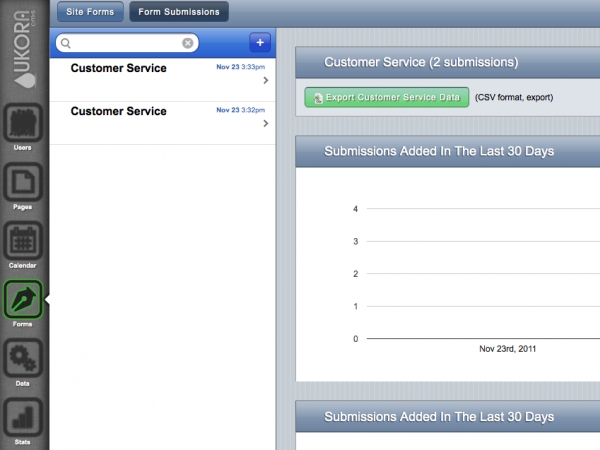 UKORA
cms
Site Forms
Form Submissions
Customer Service
Nov 23 3:33pm
Customer Service
Nov 23 3:32pm
Users
Pages
Calendar
Forms
Data
Stats
Customer Service (2 submissions)
Export Customer Service Data
(CSV format, export)
Submissions Added In The Last 30 Days
4
3
2
1
0
Nov 23rd, 2011
Submissions Added In The Last 30 Days